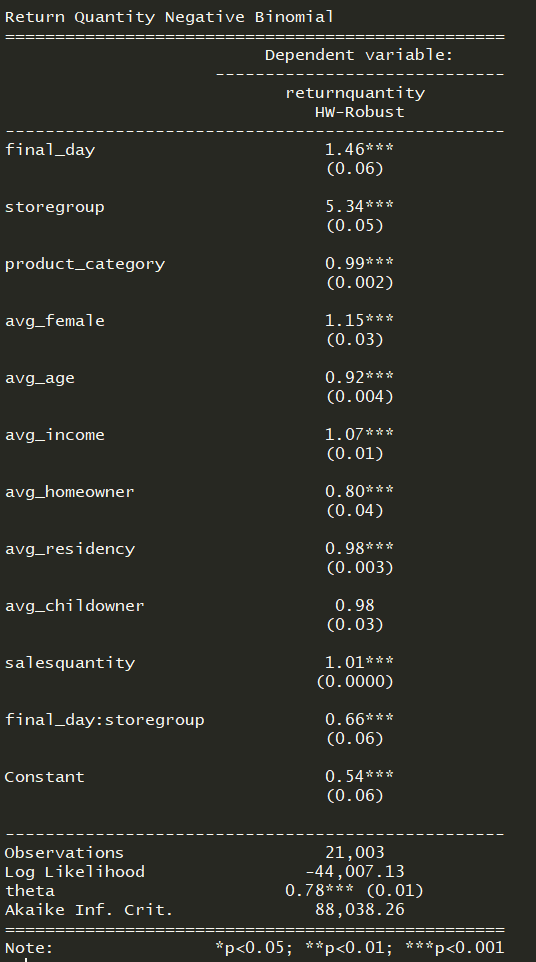 Return Quantity Negative Binomial
==================================================
Dependent variable:
-----------------------------
returnquantity
HW-Robust
--------------------------------------------------
final_day 1.46***
(0.06)
storegroup 5.34***
(0.05)
product_category 0.99***
(0.002)
avg_female 1.15***
(0.03)
avg_age 0.92***
(0.004)
avg_income 1.07***
(0.01)
avg_homeowner 0.80***
(0.04)
avg_residency 0.98***
(0.003)
avg_childowner 0.98
(0.03)
salesquantity 1.01***
(0.0000)
final_day:storegroup 0.66***
(0.06)
Constant 0.54***
(0.06)
--------------------------------------------------
Observations 21,003
Log Likelihood -44,007.13
theta 0.78*** (0.01)
Akaike Inf. Crit. 88,038.26
==================================================
Note: *p<0.05; **p<0.01; ***p<0.001